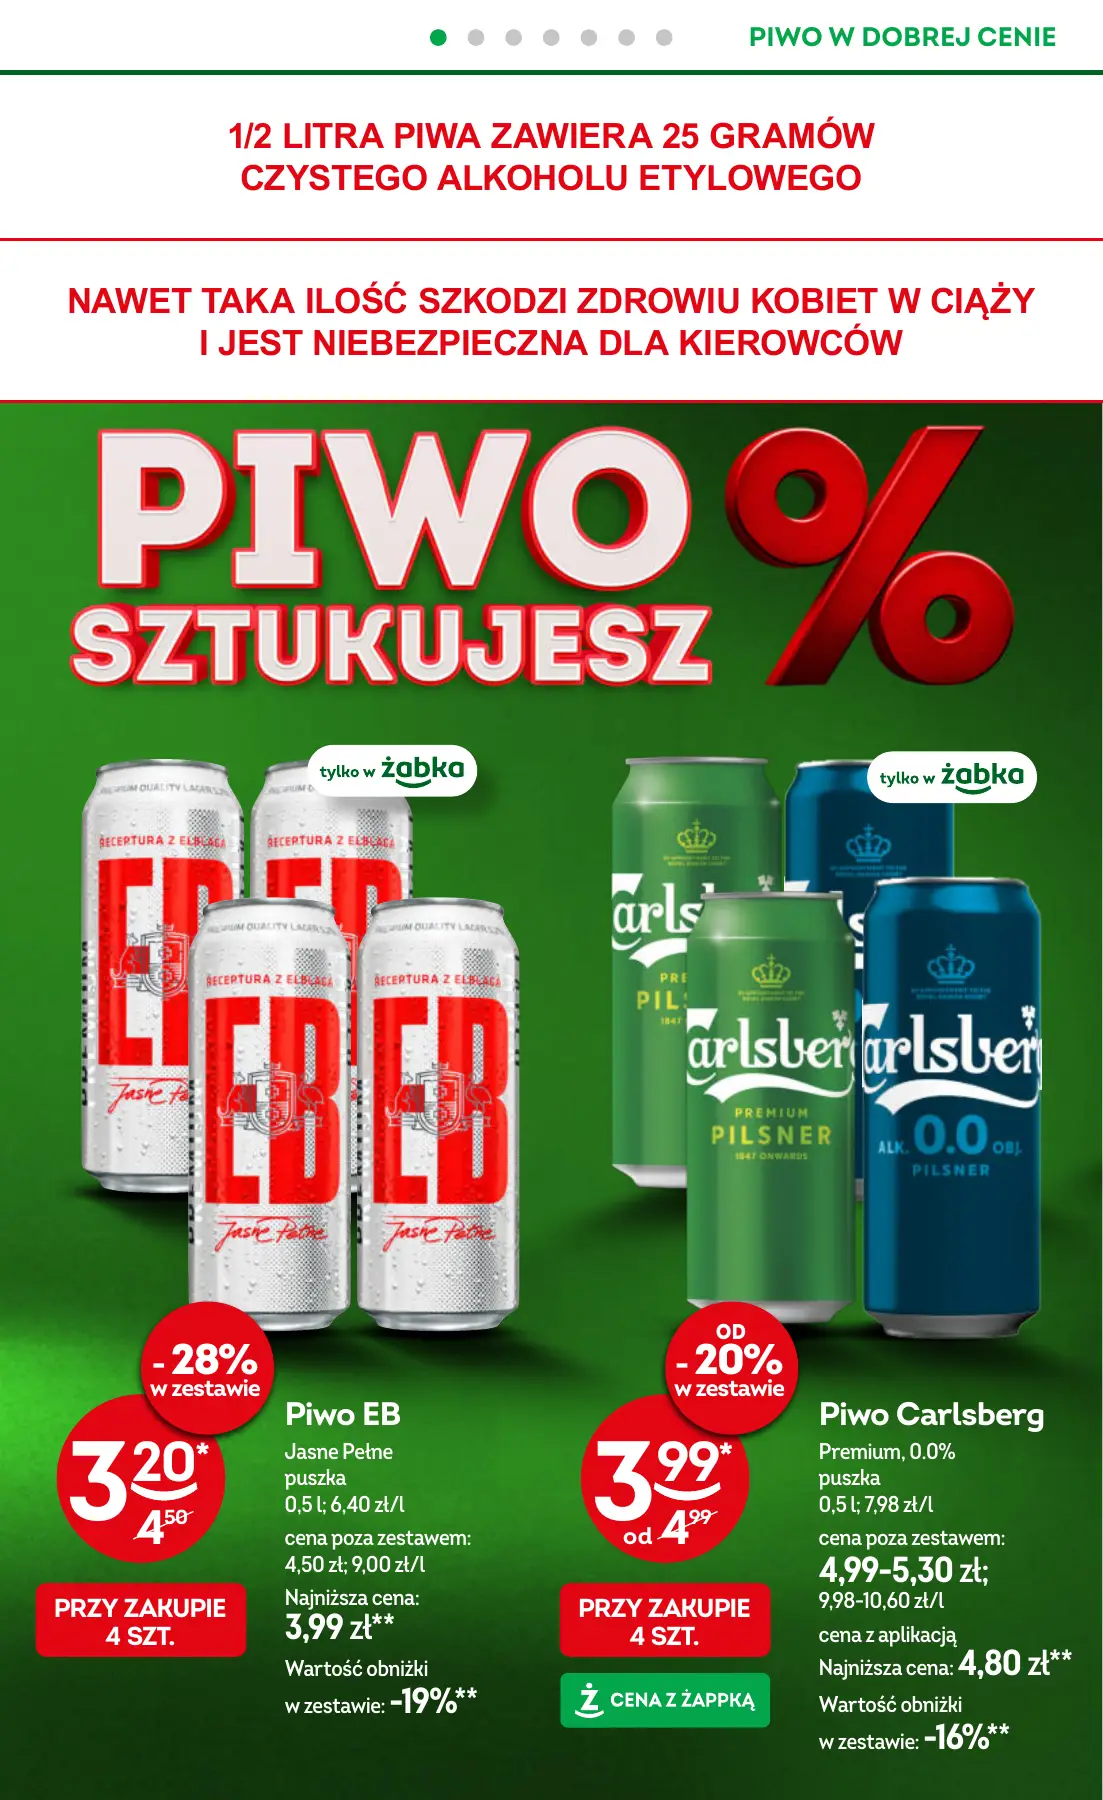 PIWO W DOBREJ CENIE
1/2 LITRA PIWA ZAWIERA 25 GRAMÓW
CZYSTEGO ALKOHOLU ETYLOWEGO
NAWET TAKA ILOŚĆ SZKODZI ZDROWIU KOBIET W CIĄŻY
I JEST NIEBEZPIECZNA DLA KIEROWCÓW
PIWO %
SZTUKUJESZ
tylko w żabka
RECEPTURA Z ELBLĄGA
EB
Jasne Pełne
RECEPTURA Z ELBLĄGA
EB
Jasne Pełne
tylko w żabka
Carlsberg
PREMIUM
PILSNER
1847 ONWARDS
Carlsberg
ALK. 0.0 OBJ.
PILSNER
- 28%
w zestawie
3 20*
4 50
PRZY ZAKUPIE
4 SZT.
Piwo EB
Jasne Pełne
puszka
0,5 l; 6,40 zł/l
cena poza zestawem:
4,50 zł; 9,00 zł/l
Najniższa cena:
3,99 zł**
Wartość obniżki
w zestawie: -19%**
OD
- 20%
w zestawie
3 99*
od 4 99
PRZY ZAKUPIE
4 SZT.
ż CENA Z ŻAPPKĄ
Piwo Carlsberg
Premium, 0.0%
puszka
0,5 l; 7,98 zł/l
cena poza zestawem:
4,99-5,30 zł;
9,98-10,60 zł/l
cena z aplikacją
Najniższa cena: 4,80 zł**
Wartość obniżki
w zestawie: -16%**